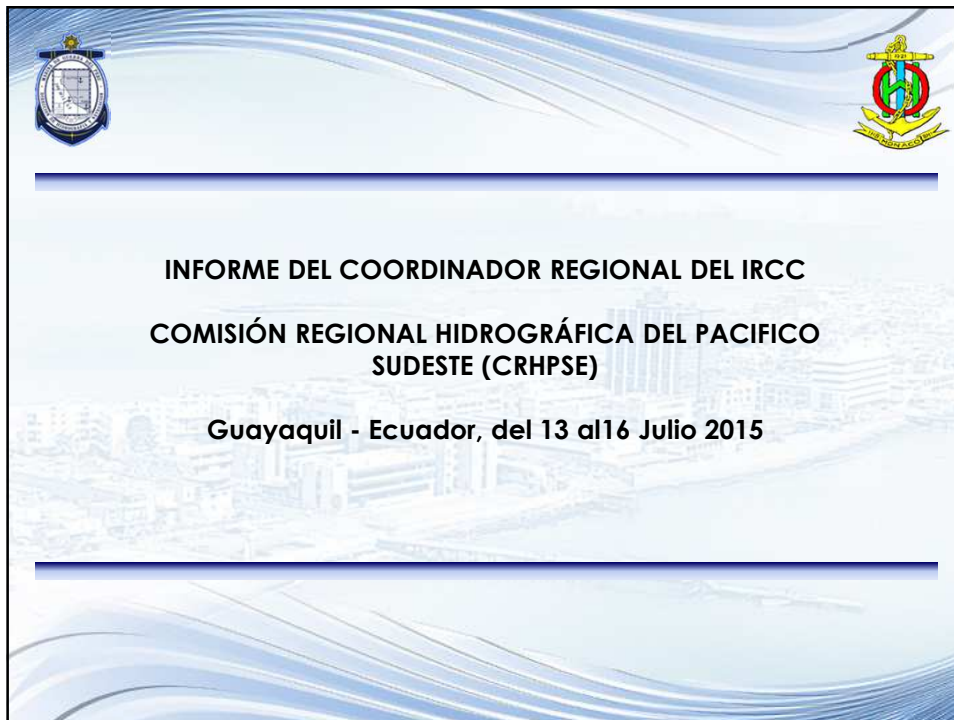 INFORME DEL COORDINADOR REGIONAL DEL IRCC
COMISIÓN REGIONAL HIDROGRÁFICA DEL PACIFICO
SUDESTE (CRHPSE)
Guayaquil - Ecuador, del 13 al16 Julio 2015